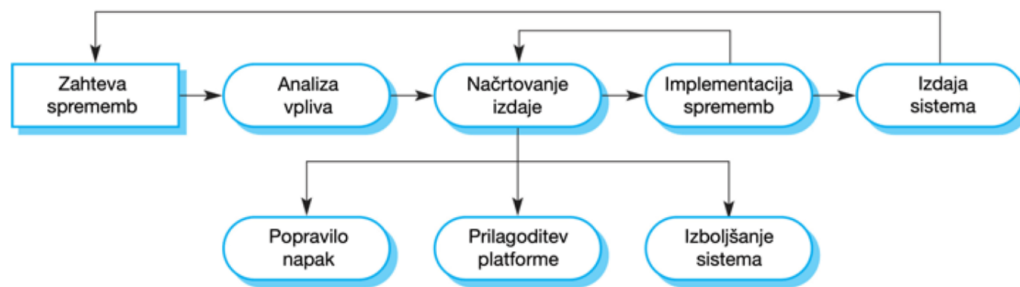 Zahteva
sprememb
Analiza
vpliva
Načrtovanje
izdaje
Implementacija
sprememb
Izdaja
sistema
Popravilo
napak
Prilagoditev
platforme
Izboljšanje
sistema